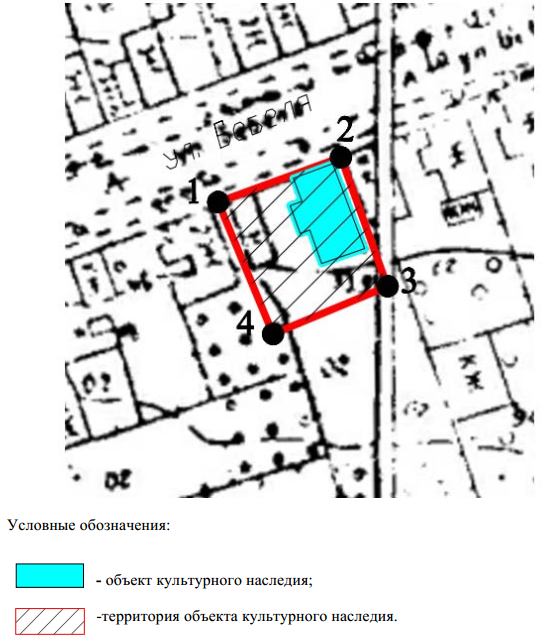 ул. Бебеля
2
1
3
4
Условные обозначения:
- объект культурного наследия;
-территория объекта культурного наследия.